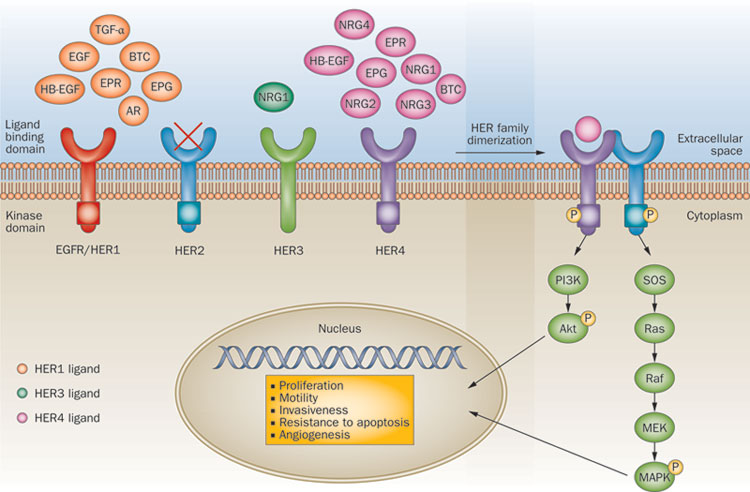 TGF-α
EGF
BTC
HB-EGF
EPR
EPG
AR
NRG1
NRG4
EPR
HB-EGF
EPG
NRG1
BTC
NRG2
NRG3
Ligand
binding
domain
HER family
dimerization
Extracellular
space
Kinase
domain
Cytoplasm
EGFR/HER1
HER2
HER3
HER4
P
P
PI3K
SOS
Akt
P
Ras
Raf
MEK
MAPK
P
Nucleus
▪ Proliferation
▪ Motility
▪ Invasiveness
▪ Resistance to apoptosis
▪ Angiogenesis
HER1 ligand
HER3 ligand
HER4 ligand